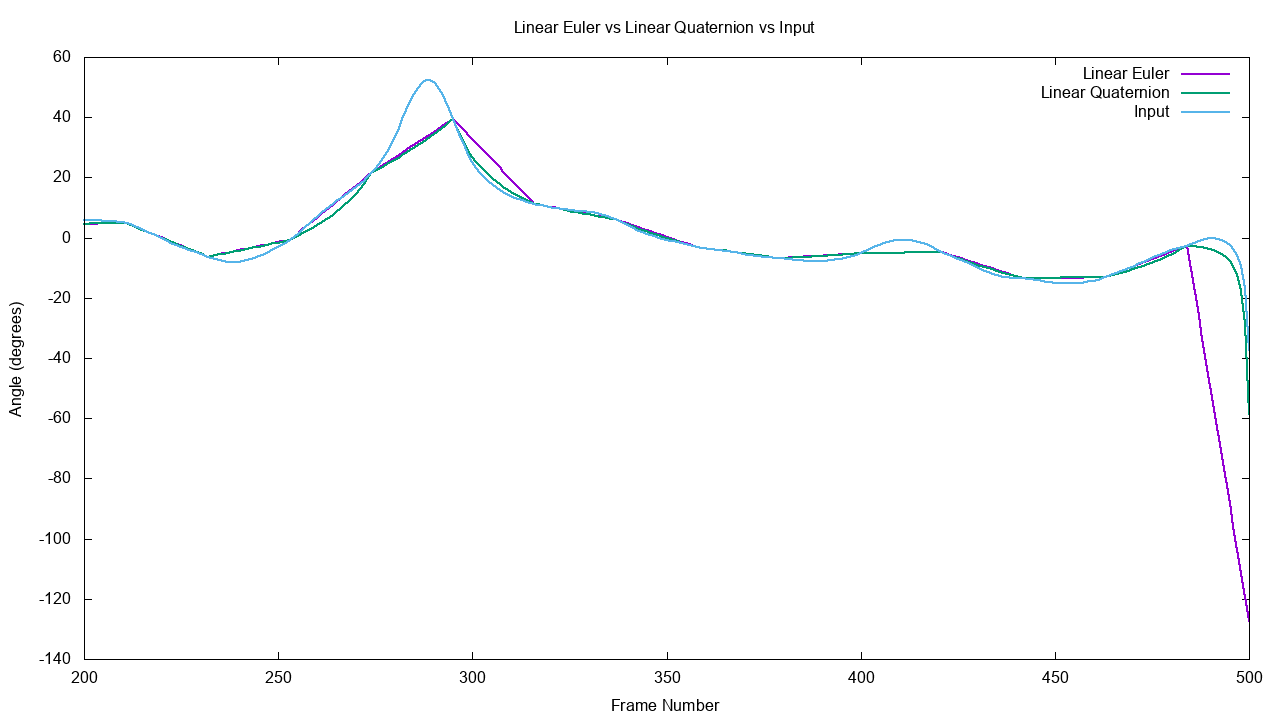 Linear Euler vs Linear Quaternion vs Input
Linear Euler
Linear Quaternion
Input
60
40
20
0
-20
-40
-60
-80
-100
-120
-140
Angle (degrees)
200 250 300 350 400 450 500
Frame Number